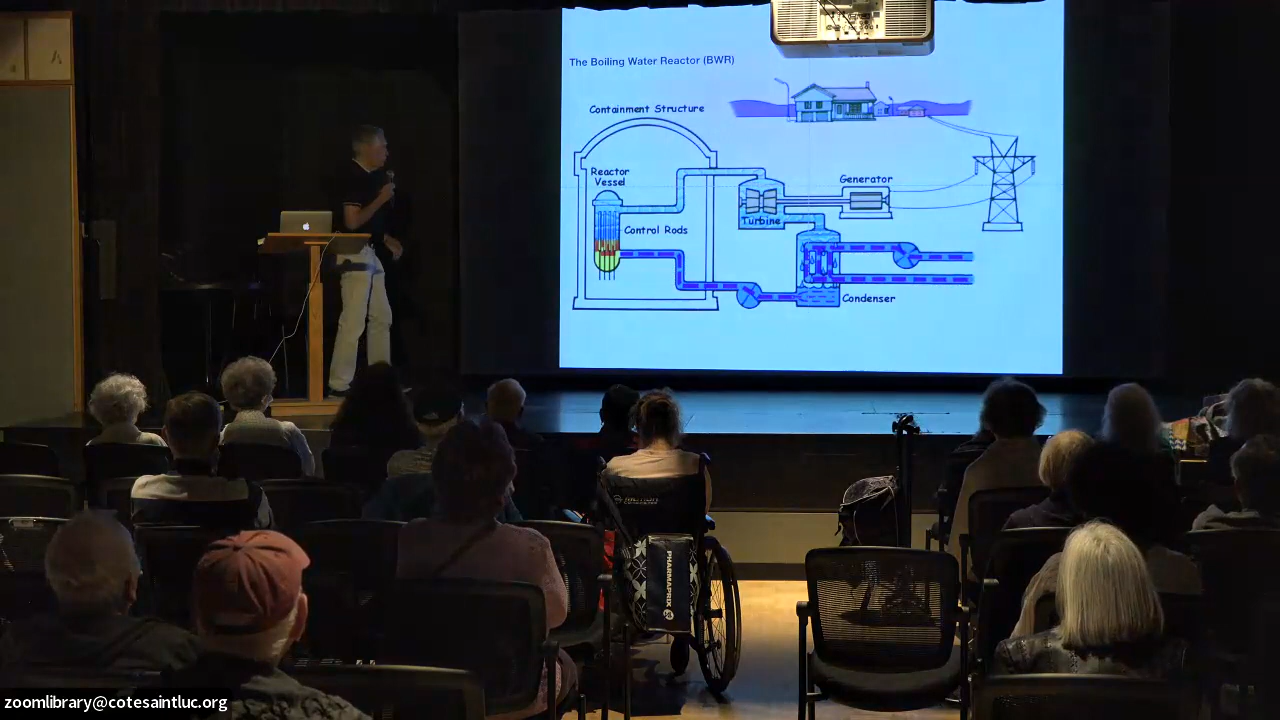 The Boiling Water Reactor (BWR)
Containment Structure
Reactor
Vessel
Generator
Turbine
Control Rods
Condenser
PHARMAPRIX
zoomlibrary@cotesaintluc.org